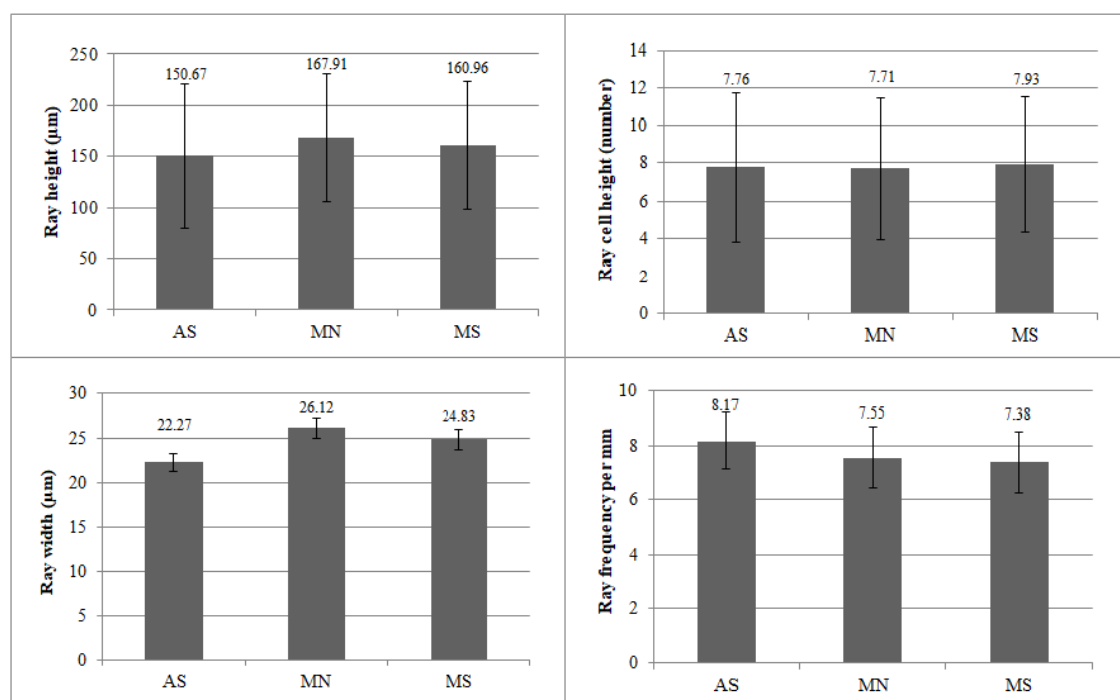 Ray height (µm)
250
200
150
100
50
0
150.67
167.91
160.96
AS
MN
MS
Ray cell height (number)
14
12
10
8
6
4
2
0
7.76
7.71
7.93
AS
MN
MS
Ray width (µm)
30
25
20
15
10
5
0
22.27
26.12
24.83
AS
MN
MS
Ray frequency per mm
10
8
6
4
2
0
8.17
7.55
7.38
AS
MN
MS